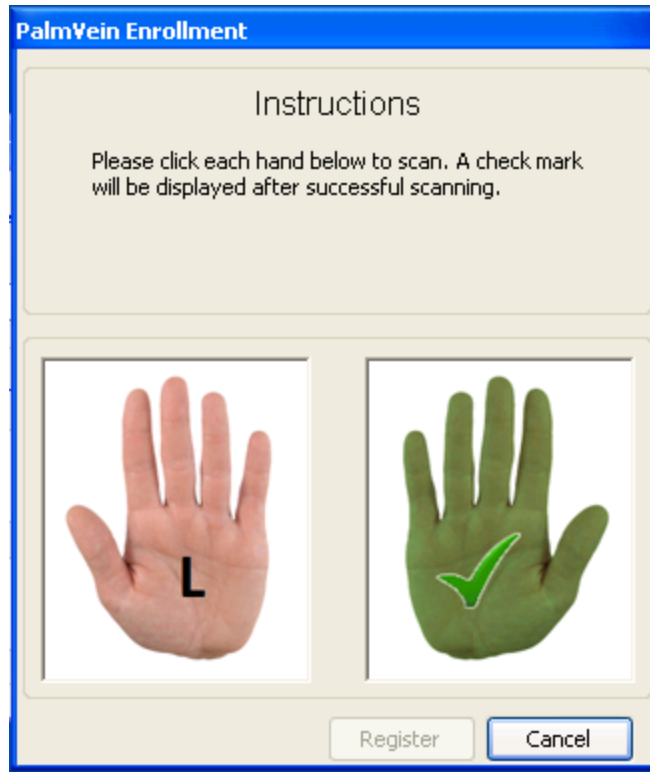 PalmVein Enrollment
Instructions
Please click each hand below to scan. A check mark
will be displayed after successful scanning.
L
Register
Cancel